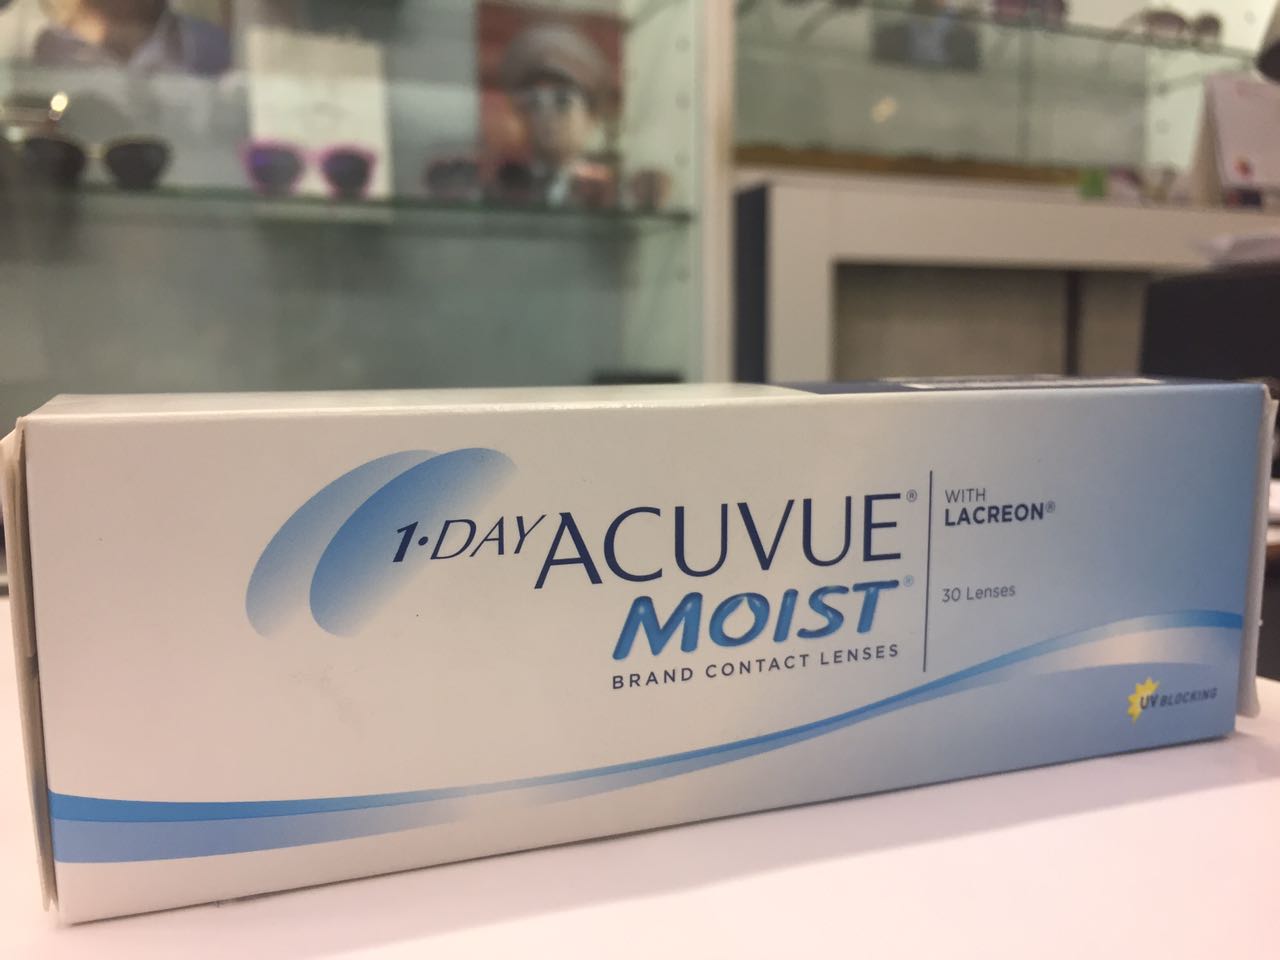 1·DAY ACUVUE®
MOIST®
BRAND CONTACT LENSES
WITH
LACREON®
30 Lenses
UV BLOCKING